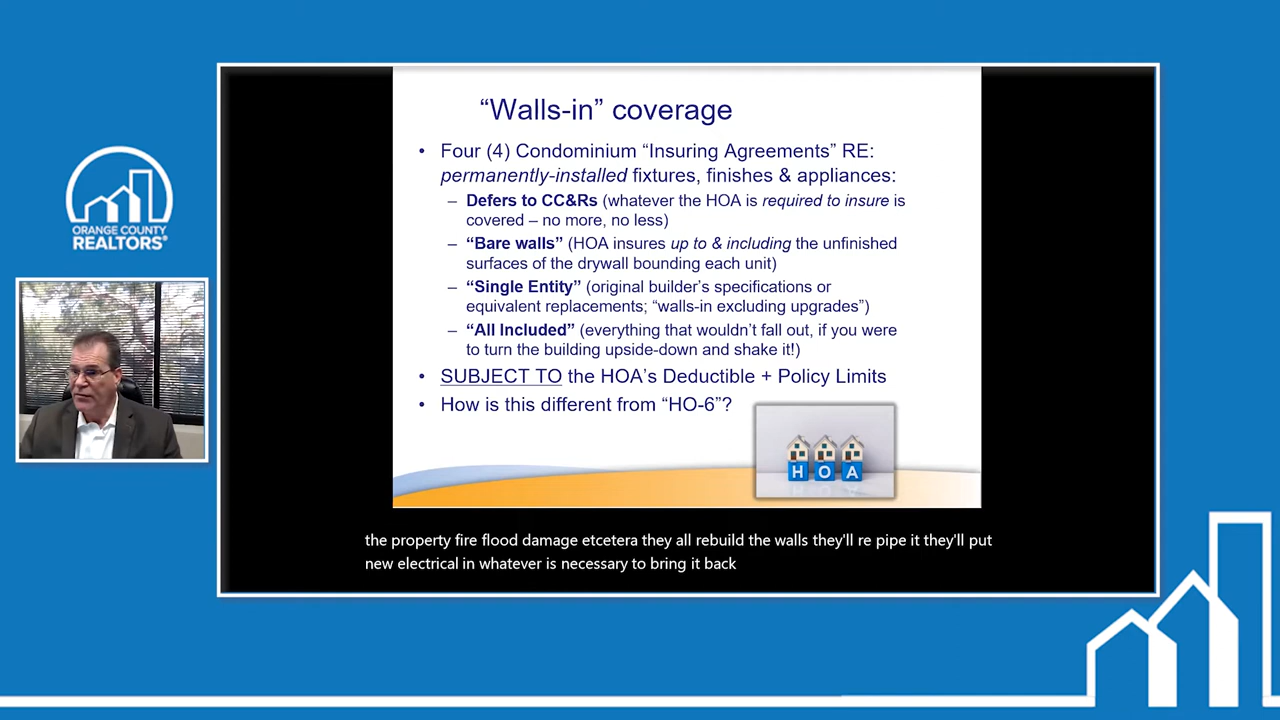 “Walls-in” coverage
• Four (4) Condominium “Insuring Agreements” RE:
permanently-installed fixtures, finishes & appliances:
– Defers to CC&Rs (whatever the HOA is required to insure is
covered – no more, no less)
– “Bare walls” (HOA insures up to & including the unfinished
surfaces of the drywall bounding each unit)
– “Single Entity” (original builder’s specifications or
equivalent replacements; “walls-in excluding upgrades”)
– “All Included” (everything that wouldn’t fall out, if you were
to turn the building upside-down and shake it!)
• SUBJECT TO the HOA’s Deductible + Policy Limits
• How is this different from “HO-6”?
H O A
ORANGE COUNTY
REALTORS®
the property fire flood damage etcetera they all rebuild the walls they'll re pipe it they'll put
new electrical in whatever is necessary to bring it back